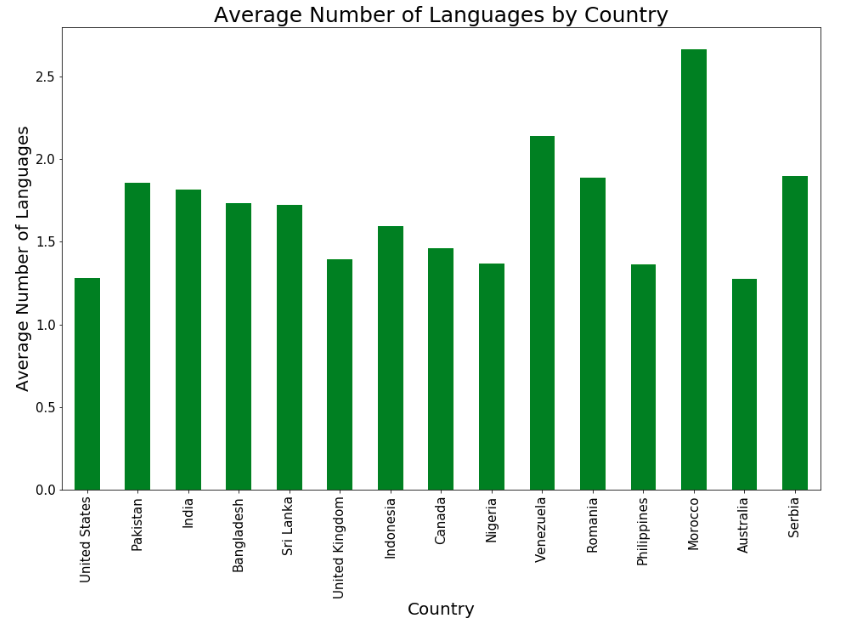 Average Number of Languages by Country
Average Number of Languages
2.5
2.0
1.5
1.0
0.5
0.0
United States
Pakistan
India
Bangladesh
Sri Lanka
United Kingdom
Indonesia
Canada
Nigeria
Venezuela
Romania
Philippines
Morocco
Australia
Serbia
Country